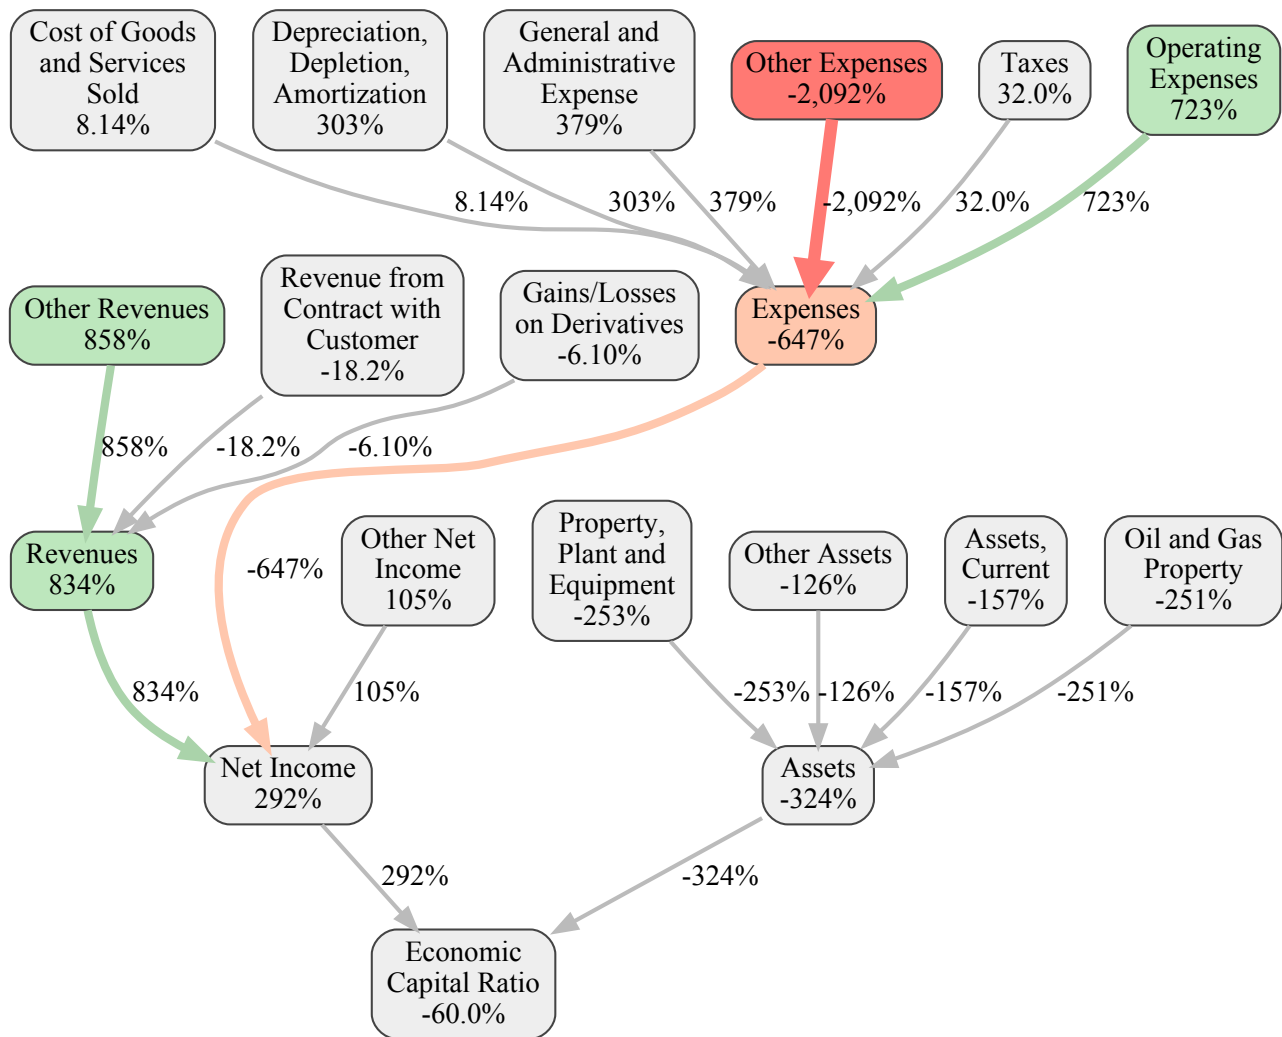 Cost of Goods
and Services
Sold
8.14%
Depreciation,
Depletion,
Amortization
303%
General and
Administrative
Expense
379%
Other Expenses
-2,092%
Taxes
32.0%
Operating
Expenses
723%
8.14%
303%
379%
-2,092%
32.0%
723%
Other Revenues
858%
Revenue from
Contract with
Customer
-18.2%
Gains/Losses
on Derivatives
-6.10%
Expenses
-647%
858%
-18.2%
-6.10%
Revenues
834%
-647%
Other Net
Income
105%
Property,
Plant and
Equipment
-253%
Other Assets
-126%
Assets,
Current
-157%
Oil and Gas
Property
-251%
834%
105%
-253%
-126%
-157%
-251%
Net Income
292%
Assets
-324%
292%
-324%
Economic
Capital Ratio
-60.0%